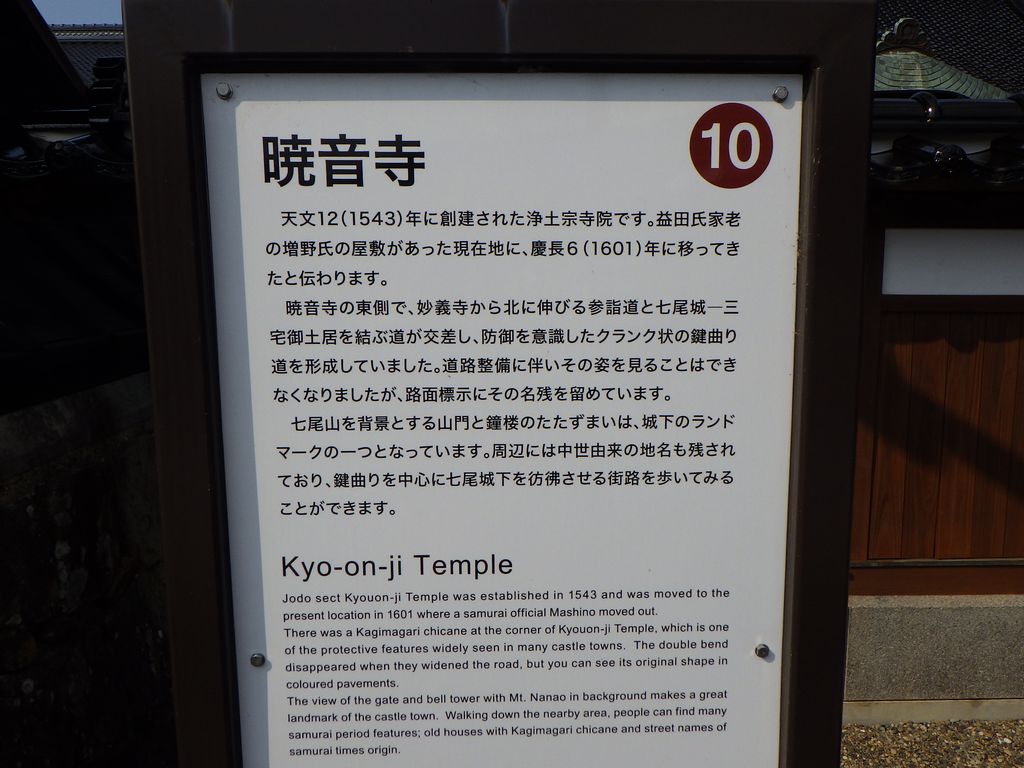 暁音寺
10
天文12(1543)年に創建された浄土宗寺院です。益田氏家老
の増野氏の屋敷があった現在地に、慶長6(1601)年に移ってき
たと伝わります。
暁音寺の東側で、妙義寺から北に伸びる参詣道と七尾城―三
宅御土居を結ぶ道が交差し、防御を意識したクランク状の鍵曲り
道を形成していました。道路整備に伴いその姿を見ることはでき
なくなりましたが、路面標示にその名残を留めています。
七尾山を背景とする山門と鐘楼のたたずまいは、城下のランド
マークの一つとなっています。周辺には中世由来の地名も残され
ており、鍵曲りを中心に七尾城下を彷彿させる街路を歩いてみる
ことができます。
Kyo-on-ji Temple
Jodo sect Kyouon-ji Temple was established in 1543 and was moved to the
present location in 1601 where a samurai official Mashino moved out.
There was a Kagimagari chicane at the corner of Kyouon-ji Temple, which is one
of the protective features widely seen in many castle towns. The double bend
disappeared when they widened the road, but you can see its original shape in
coloured pavements.
The view of the gate and bell tower with Mt. Nanao in background makes a great
landmark of the castle town. Walking down the nearby area, people can find many
samurai period features; old houses with Kagimagari chicane and street names of
samurai times origin.